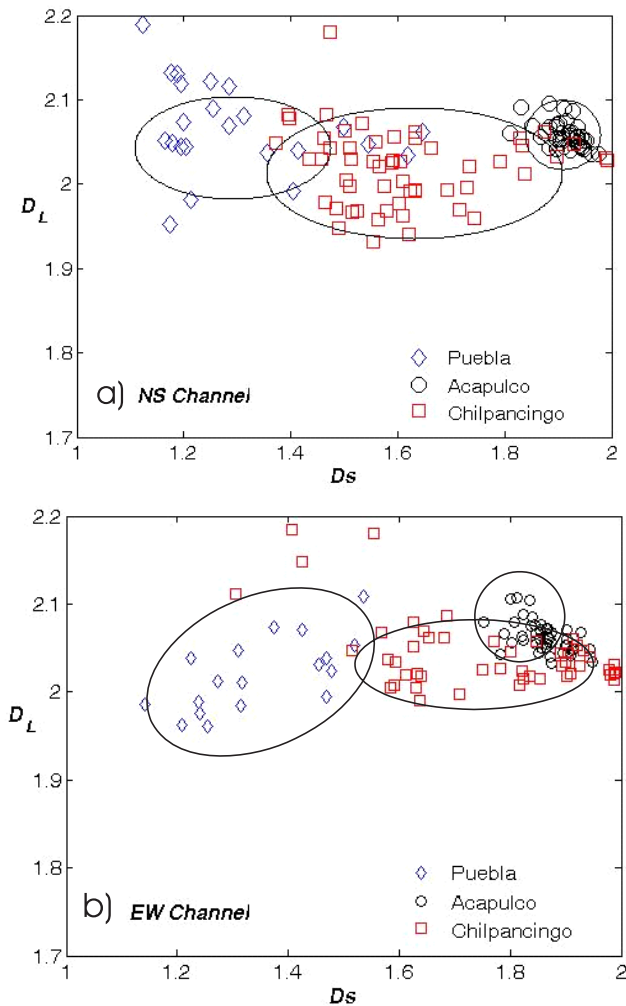 2.2
2.1
2
1.9
1.8
1.7
D_L
Puebla
Acapulco
Chilpancingo
a) NS Channel
1 1.2 1.4 1.6 1.8 2
Ds
2.2
2.1
2
1.9
1.8
1.7
D_L
Puebla
Acapulco
Chilpancingo
b) EW Channel
1 1.2 1.4 1.6 1.8 2
Ds